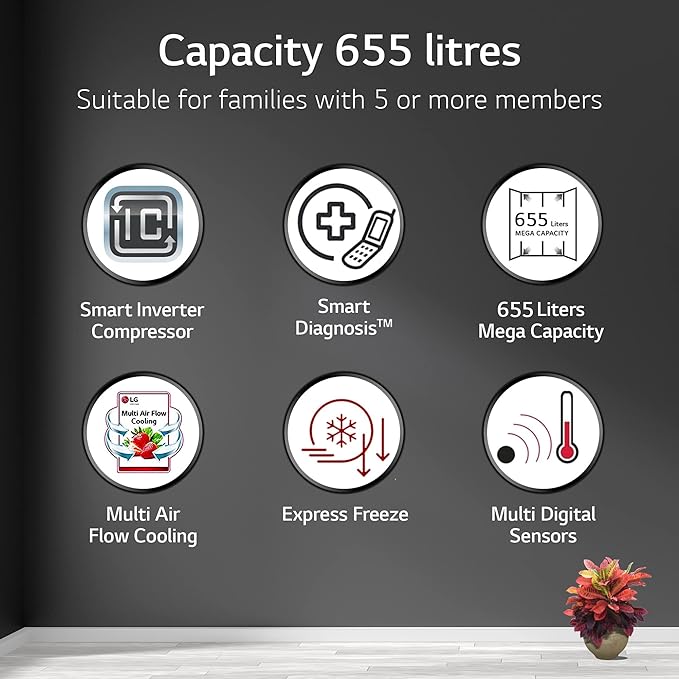 Capacity 655 litres
Suitable for families with 5 or more members
655 Liters
MEGA CAPACITY
Smart Inverter
Compressor
Smart
Diagnosis™
655 Liters
Mega Capacity
LG
Multi Air Flow
Cooling
Multi Air
Flow Cooling
Express Freeze
Multi Digital
Sensors